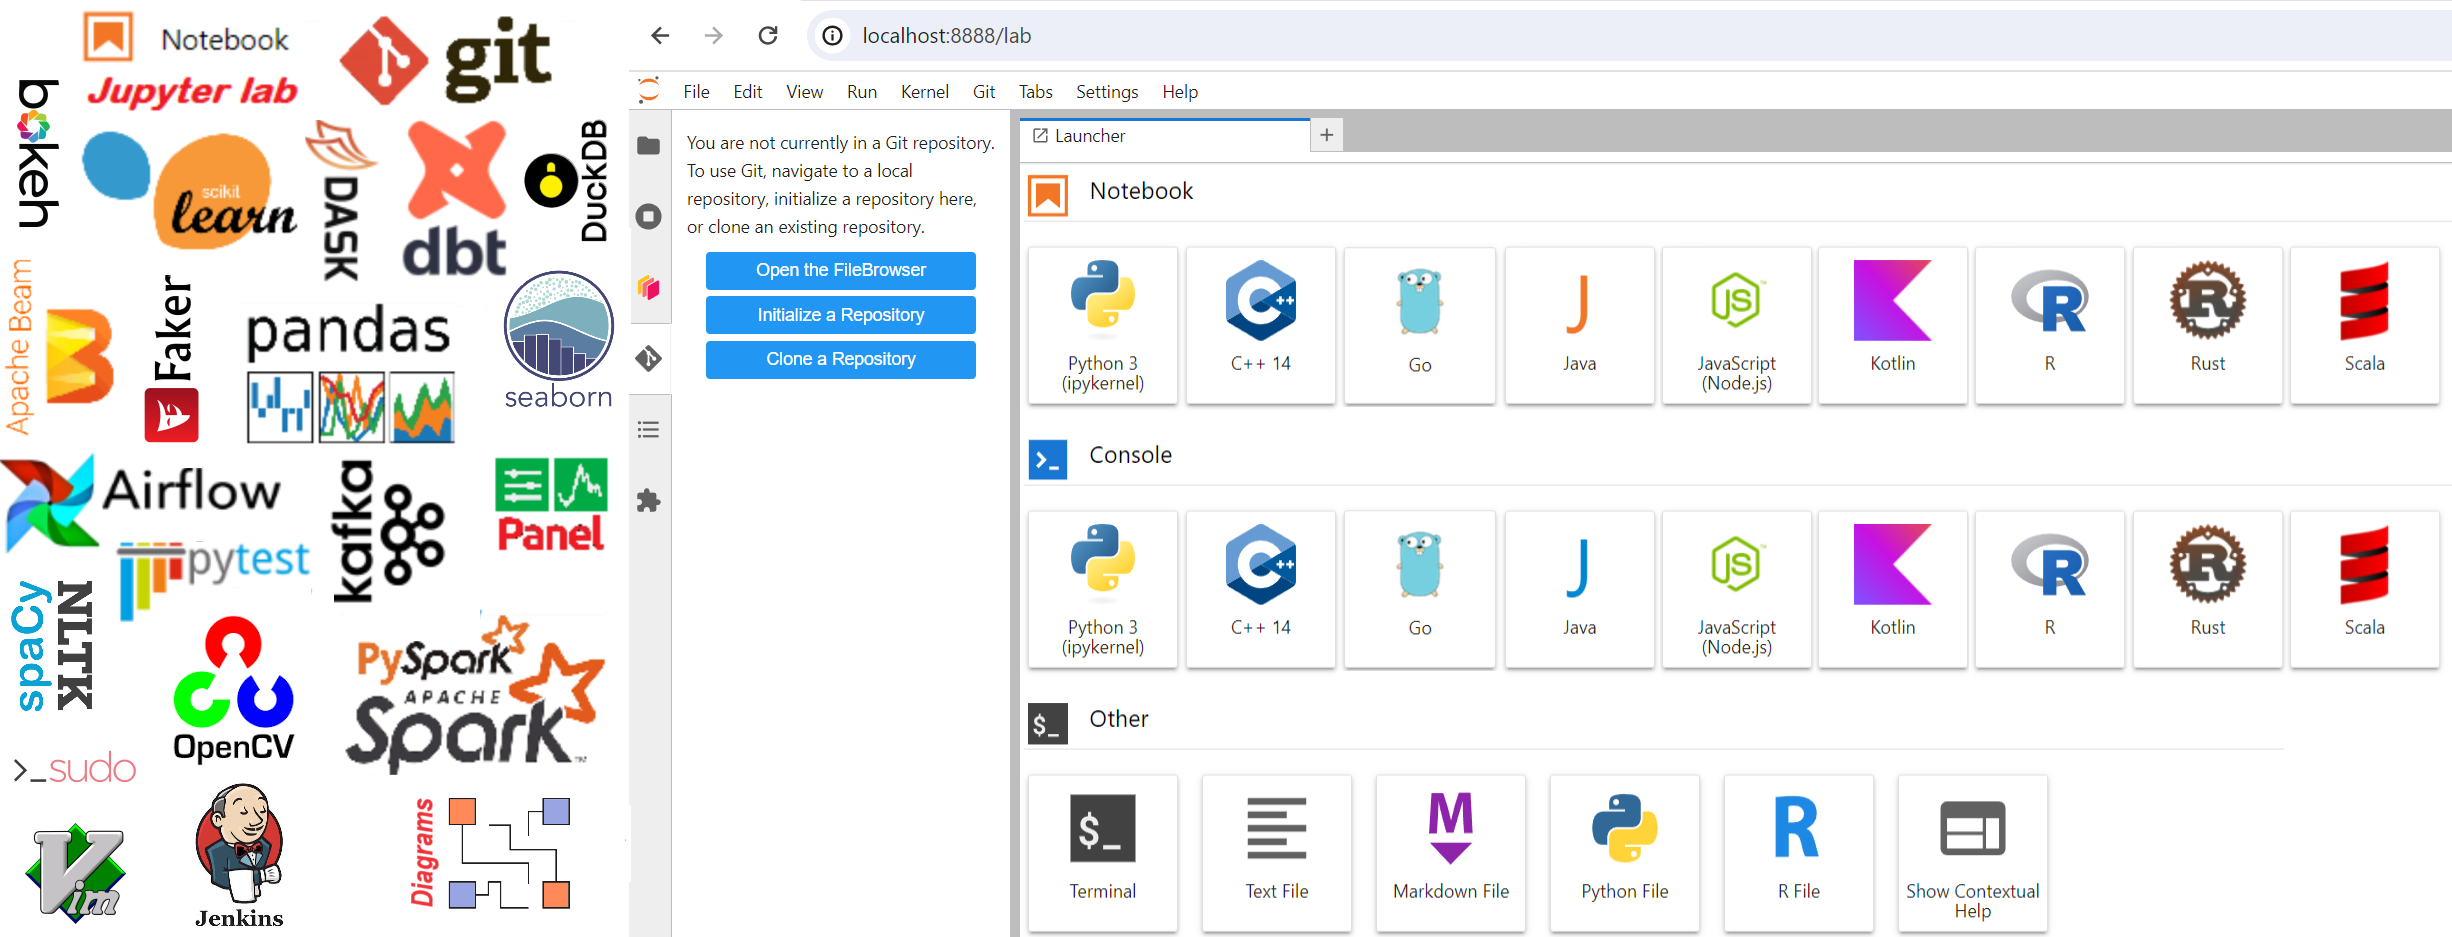 Notebook
Jupyter lab
git
bokeh
scikit
learn
DASK
dbt
DuckDB
Apache Beam
Faker
pandas
seaborn
Airflow
kafka
Panel
pytest
spaCy
NLTK
OpenCV
PySpark
APACHE
Spark™
>_sudo
Vim
Jenkins
Diagrams
localhost:8888/lab
File Edit View Run Kernel Git Tabs Settings Help
You are not currently in a Git repository.
To use Git, navigate to a local
repository, initialize a repository here,
or clone an existing repository.
Open the FileBrowser
Initialize a Repository
Clone a Repository
Launcher
Notebook
C++
JS™
R
R
Python 3
(ipykernel)
C++ 14
Go
J
Java
JavaScript
(Node.js)
Kotlin
R
Rust
Scala
>_ Console
C++
JS™
R
R
Python 3
(ipykernel)
C++ 14
Go
J
Java
JavaScript
(Node.js)
Kotlin
R
Rust
Scala
$_ Other
$_
Terminal
Text File
M
Markdown File
Python File
R
R File
Show Contextual
Help